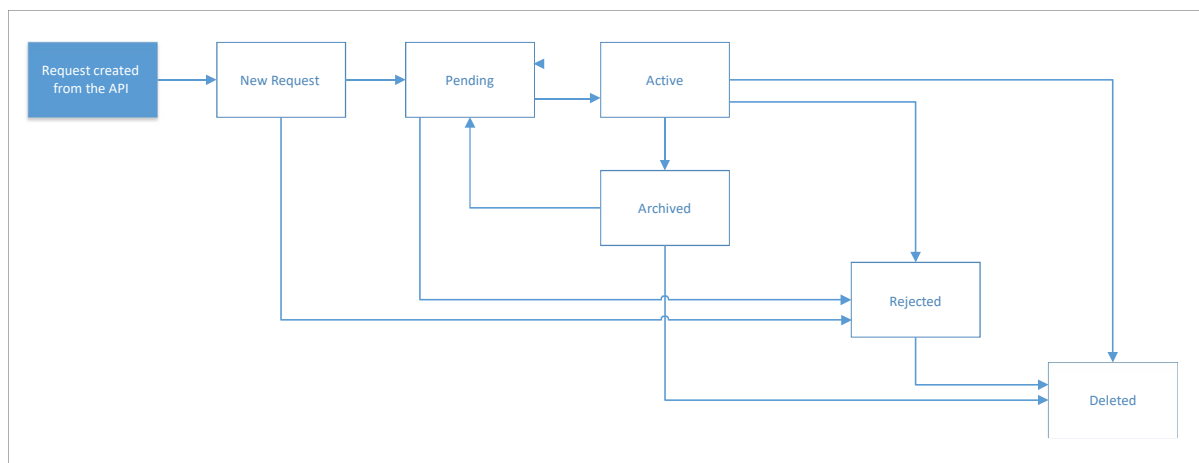 Request created
from the API
New Request
Pending
Active
Archived
Rejected
Deleted